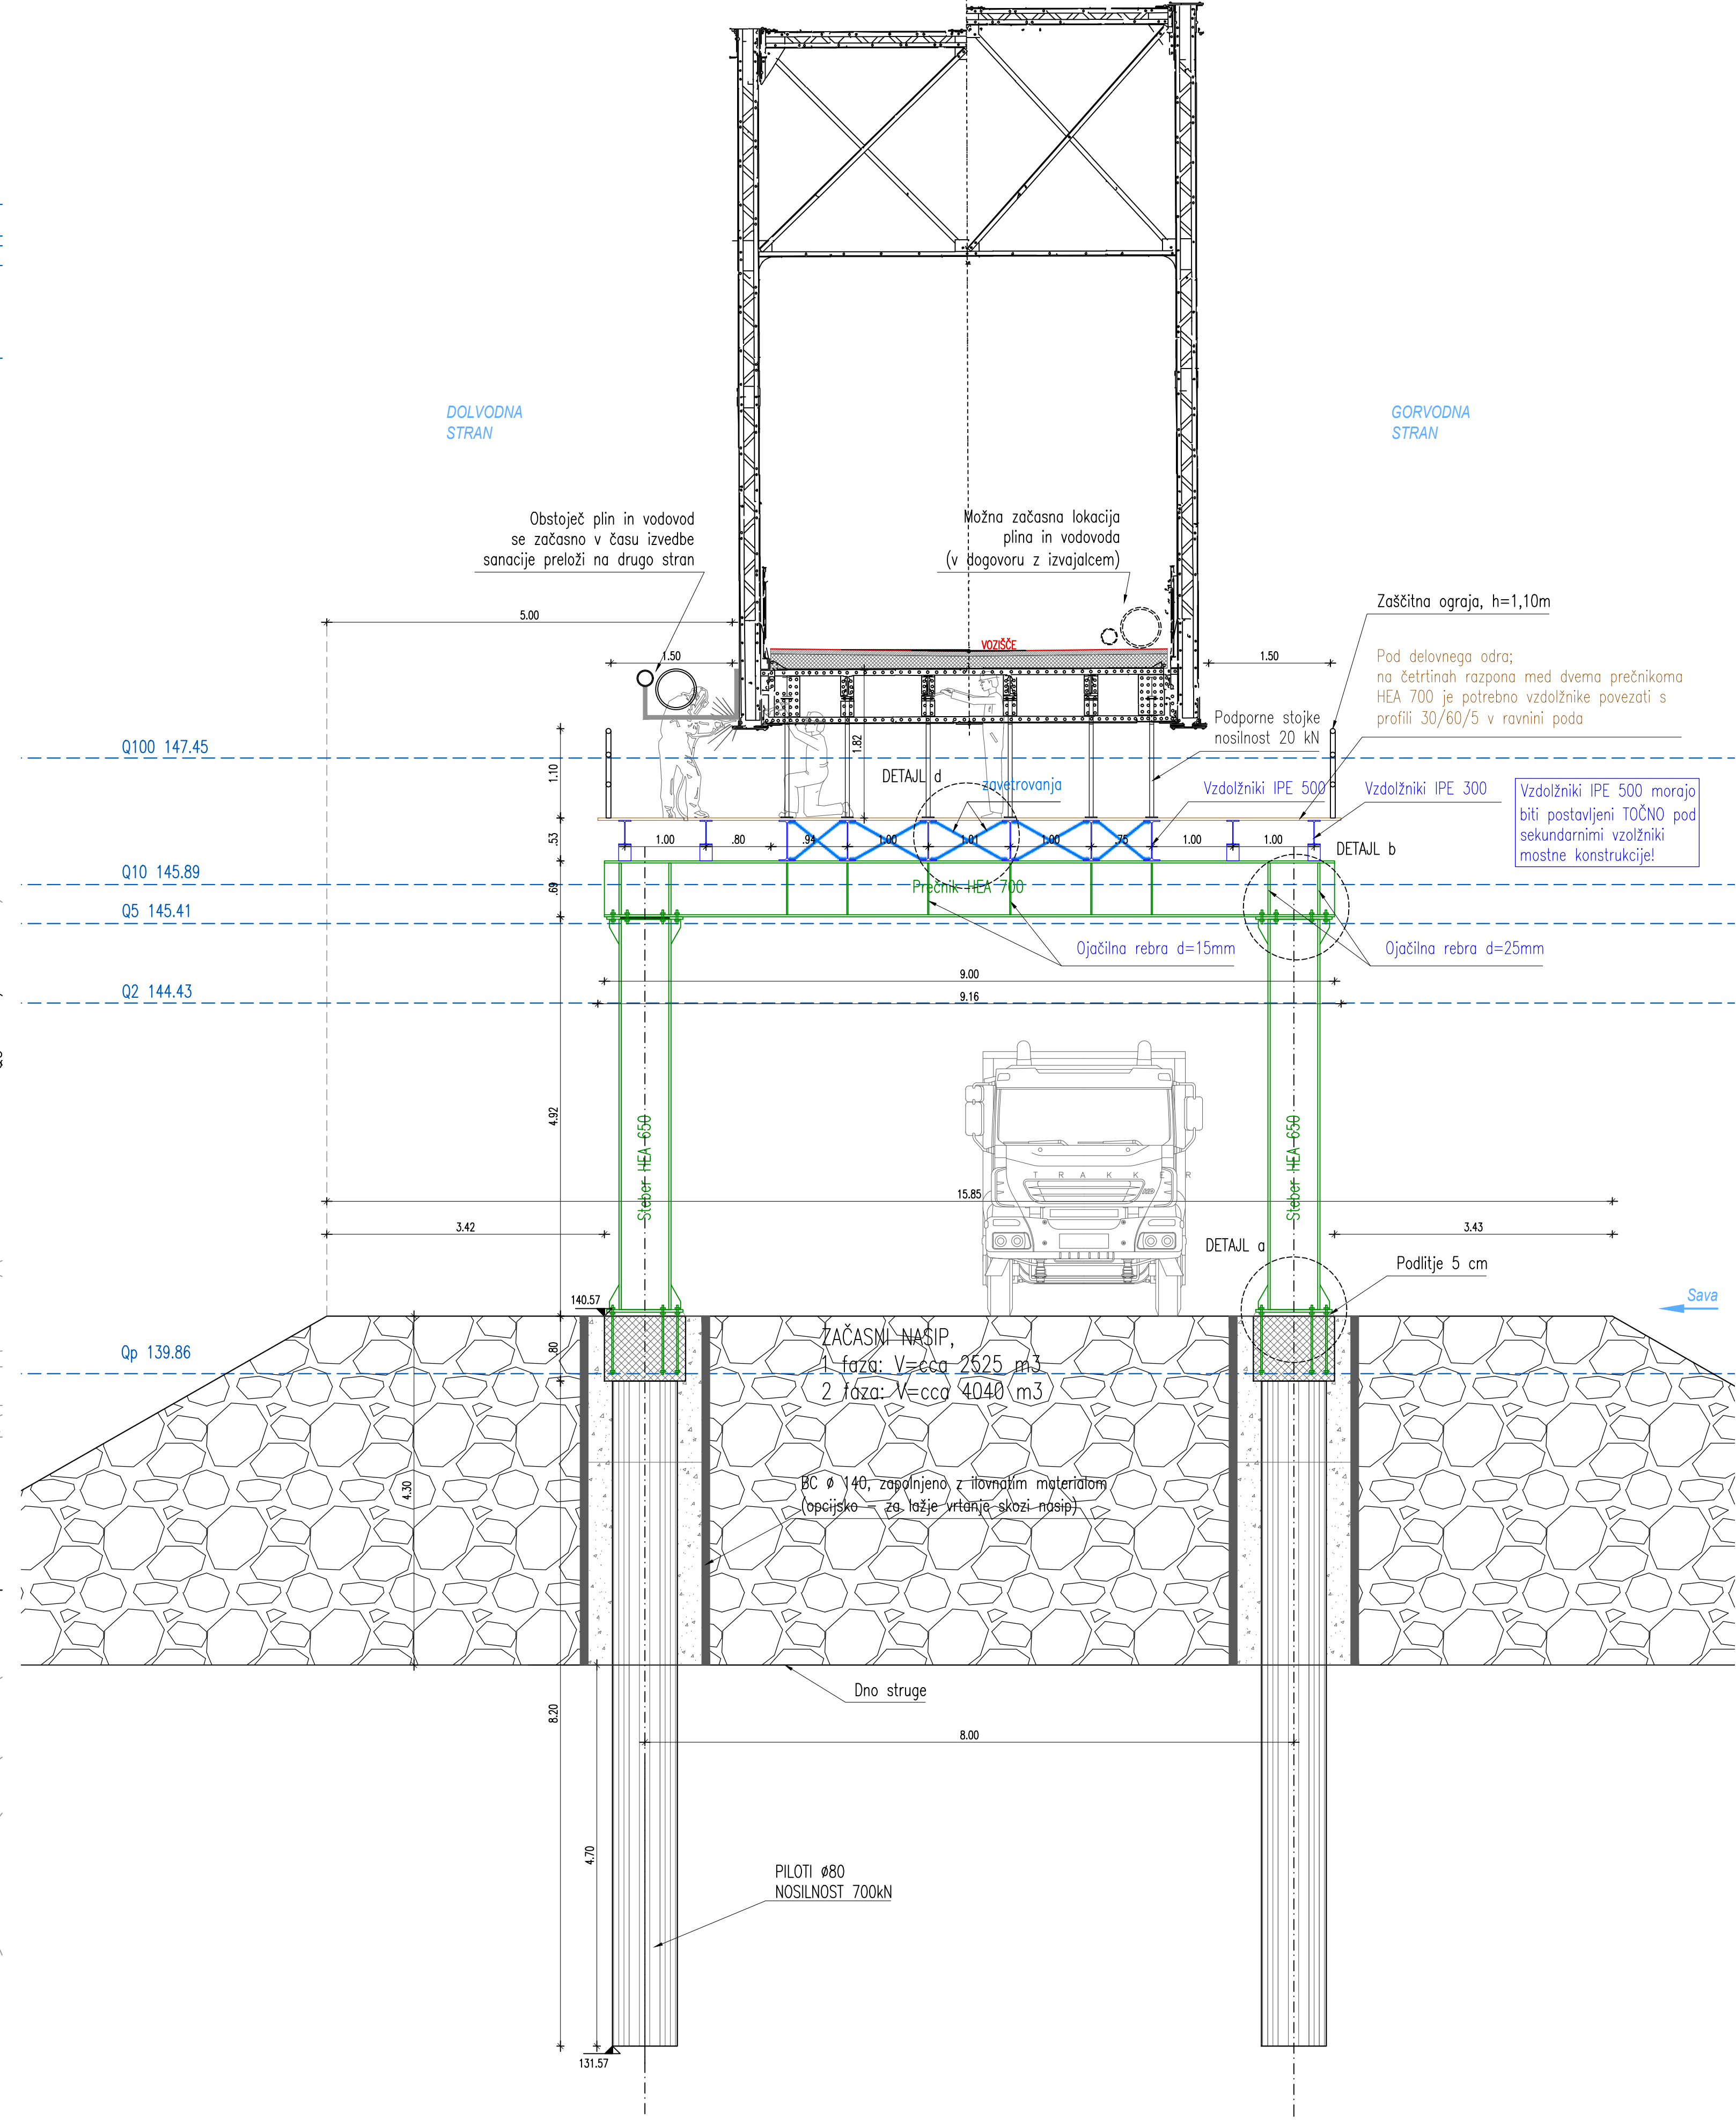 DOLVODNA
STRAN
GORVODNA
STRAN
Obstoječ plin in vodovod
se začasno v času izvedbe
sanacije preloži na drugo stran
Možna začasna lokacija
plina in vodovoda
(v dogovoru z izvajalcem)
Zaščitna ograja, h=1,10m
5.00
VOZIŠČE
1.50
1.50
Pod delovnega odra;
na četrtinah razpona med dvema prečnikoma
HEA 700 je potrebno vzdolžnike povezati s
profili 30/60/5 v ravnini poda
Podporne stojke
nosilnost 20 kN
Q100 147.45
1.10
1.82
DETAJL d
zavetrovanja
Vzdolžniki IPE 500
Vzdolžniki IPE 300
Vzdolžniki IPE 500 morajo
biti postavljeni TOČNO pod
sekundarnimi vzolžniki
mostne konstrukcije!
.53
1.00
.80
.94
1.00
1.01
1.00
.75
1.00
1.00
DETAJL b
Q10 145.89
.69
Prečnik HEA 700
Q5 145.41
Ojačilna rebra d=15mm
Ojačilna rebra d=25mm
9.00
Q2 144.43
9.16
4.92
Steber HEA 650
Steber HEA 650
TRAKKER
15.85
3.42
3.43
DETAJL a
Podlitje 5 cm
140.57
Sava
ZAČASNI NASIP,
1 faza: V=cca 2525 m3
2 faza: V=cca 4040 m3
.80
Qp 139.86
4.30
BC ø 140, zapolnjeno z ilovnatim materialom
(opcijsko – za lažje vrtanje skozi nasip)
Dno struge
8.20
8.00
4.70
PILOTI ø80
NOSILNOST 700kN
131.57